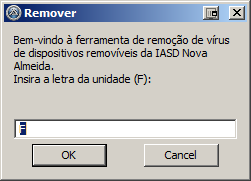 Remover
Bem-vindo à ferramenta de remoção de vírus
de dispositivos removíveis da IASD Nova
Almeida.
Insira a letra da unidade (F):
F
OK
Cancel